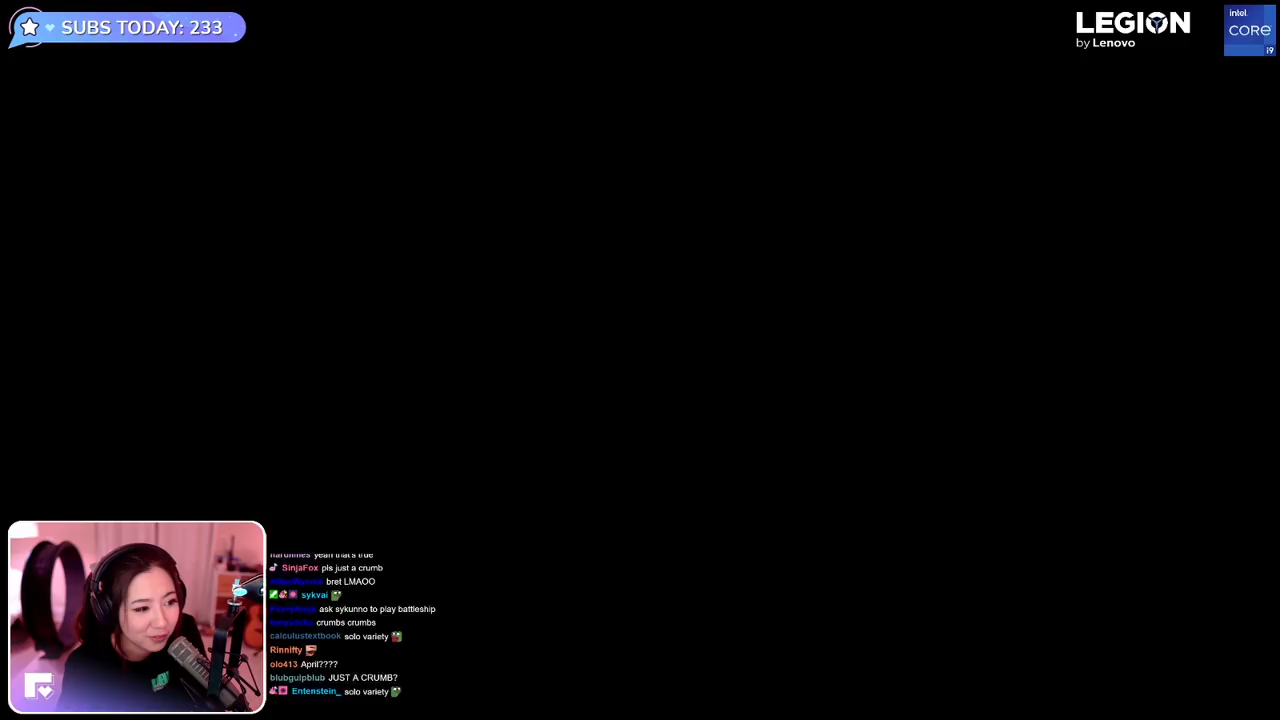 SUBS TODAY: 233
LEGION
by Lenovo
intel
CORE
i9
yeah that's true
SinjaFox pls just a crumb
bret LMAOO
sykvai
ask sykunno to play battleship
crumbs crumbs
calculustextbook solo variety
Rinnifty
olo413 April????
blubgulpblub JUST A CRUMB?
Entenstein_ solo variety